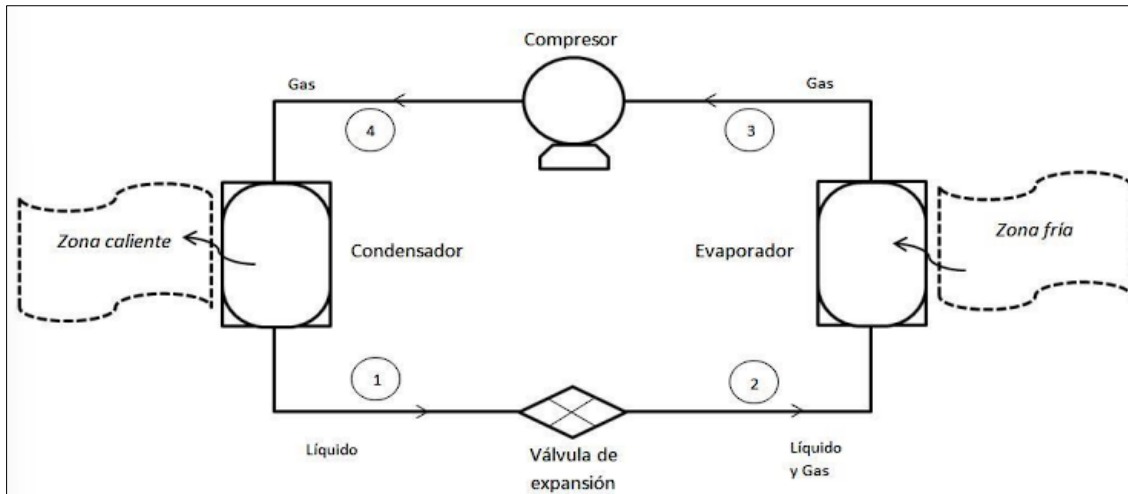 Compresor
Gas
Gas
4
3
Zona caliente
Condensador
Evaporador
Zona fría
1
2
Líquido
Válvula de
expansión
Líquido
y Gas